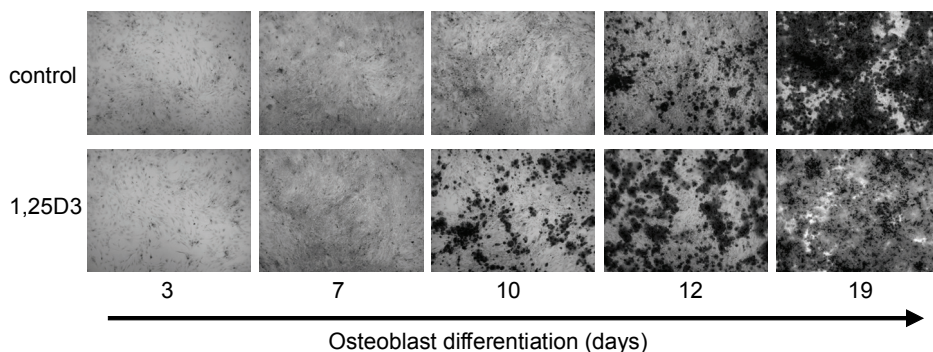 control
1,25D3
3 7 10 12 19
Osteoblast differentiation (days)